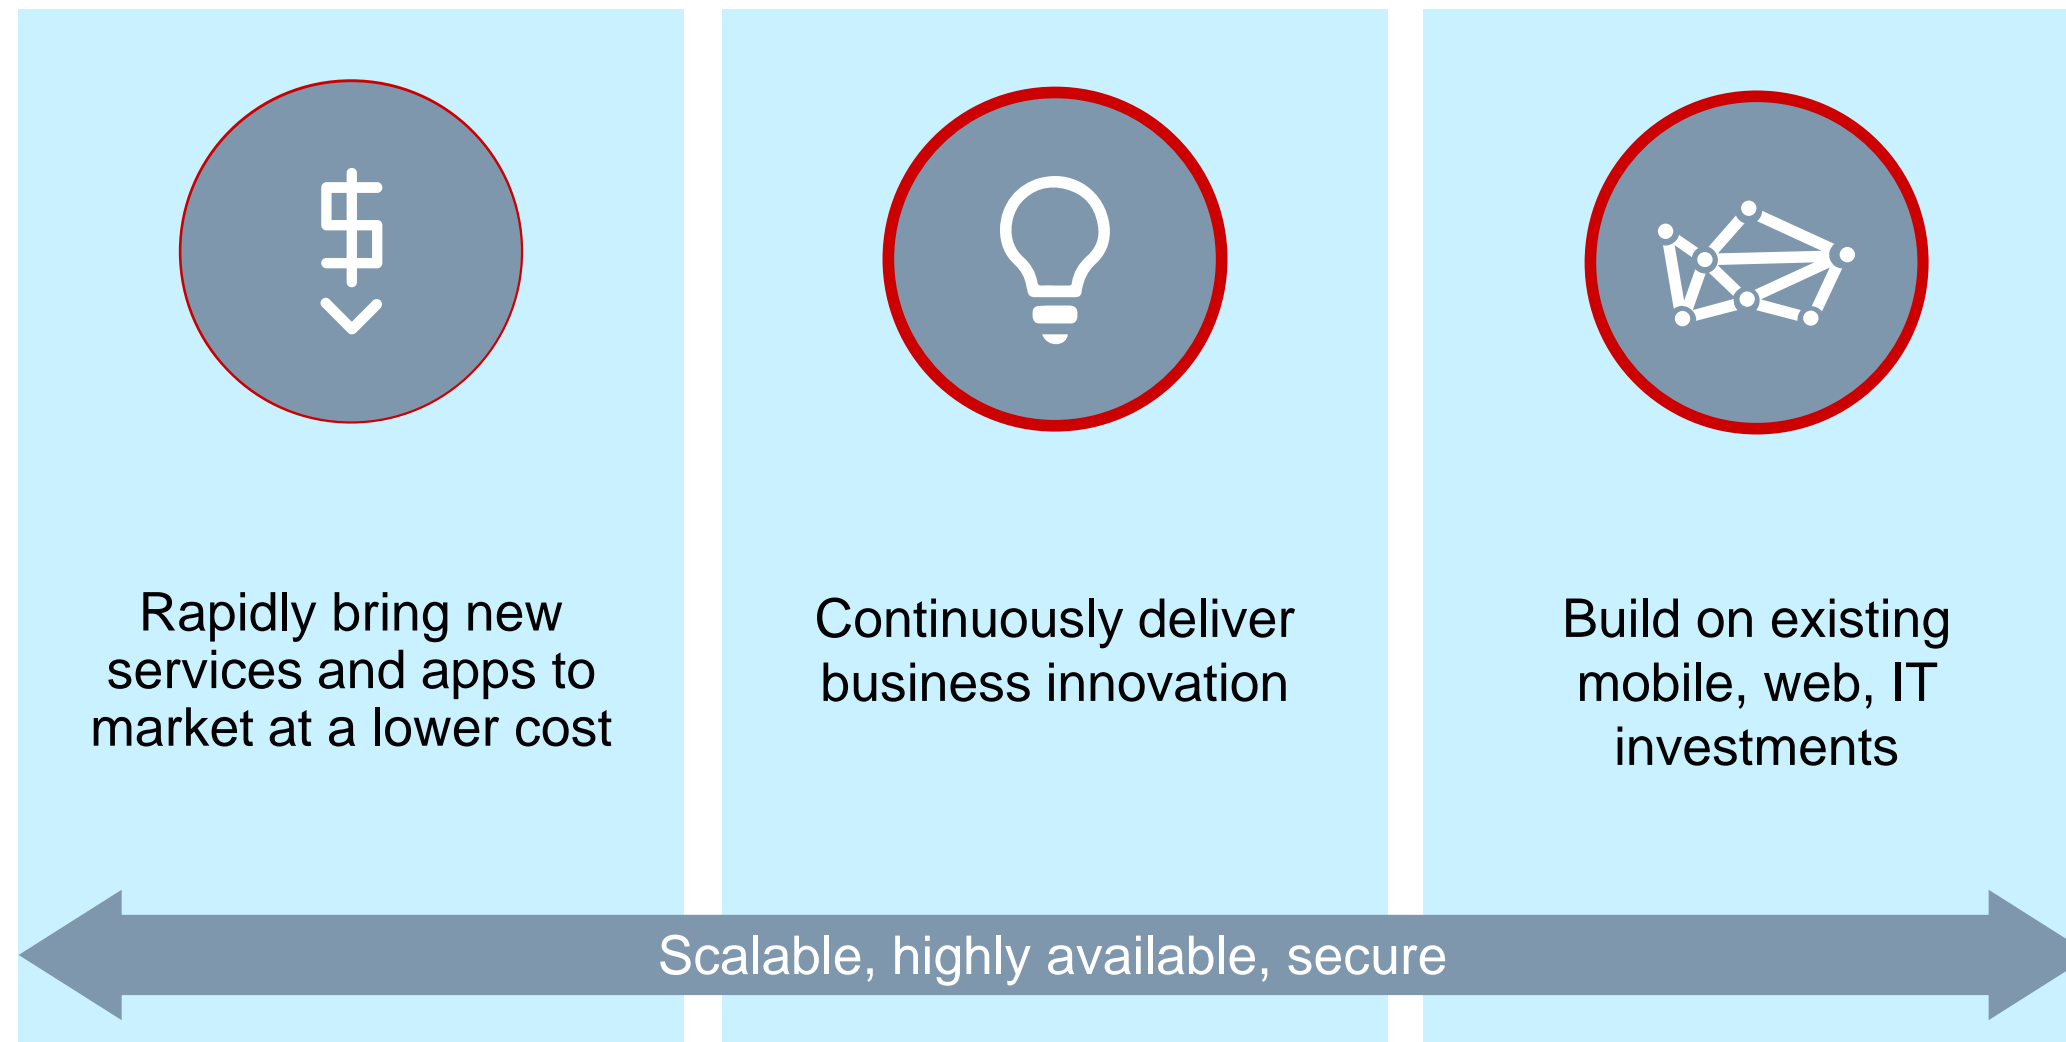 Rapidly bring new
services and apps to
market at a lower cost
Continuously deliver
business innovation
Build on existing
mobile, web, IT
investments
Scalable, highly available, secure